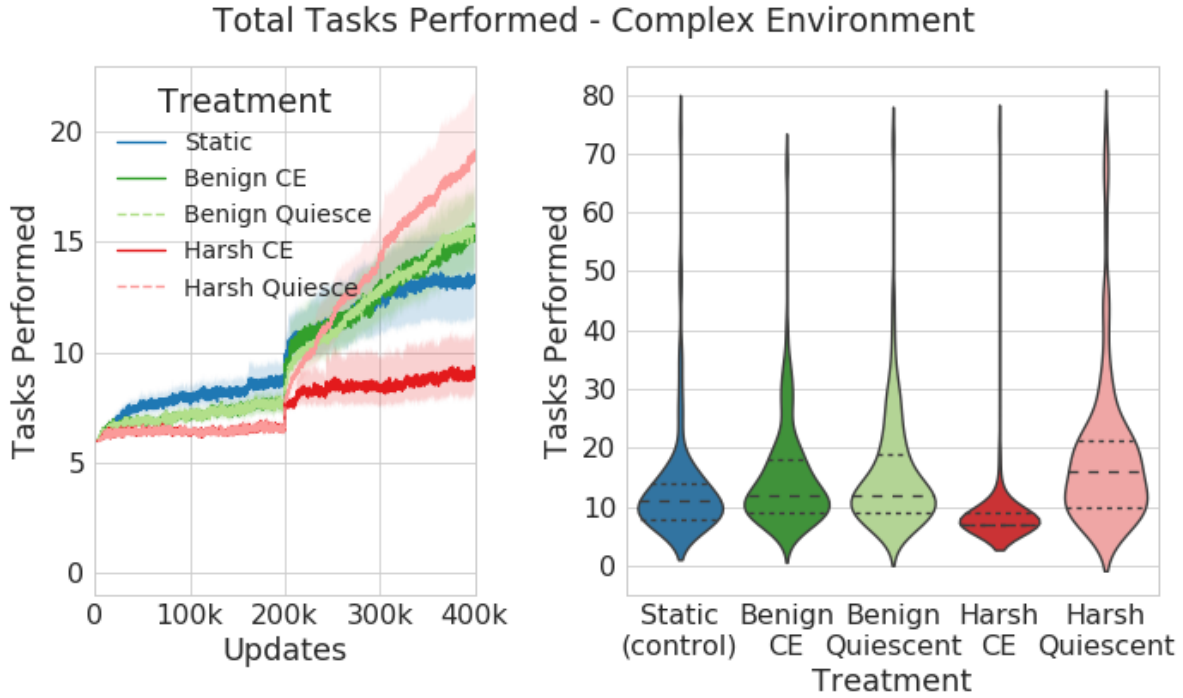 Total Tasks Performed - Complex Environment
Treatment
Static
Benign CE
Benign Quiesce
Harsh CE
Harsh Quiesce
Tasks Performed
20
15
10
5
0
0
100k
200k
300k
400k
Updates
Tasks Performed
80
70
60
50
40
30
20
10
0
Static
(control)
Benign
CE
Benign
Quiescent
Harsh
CE
Harsh
Quiescent
Treatment